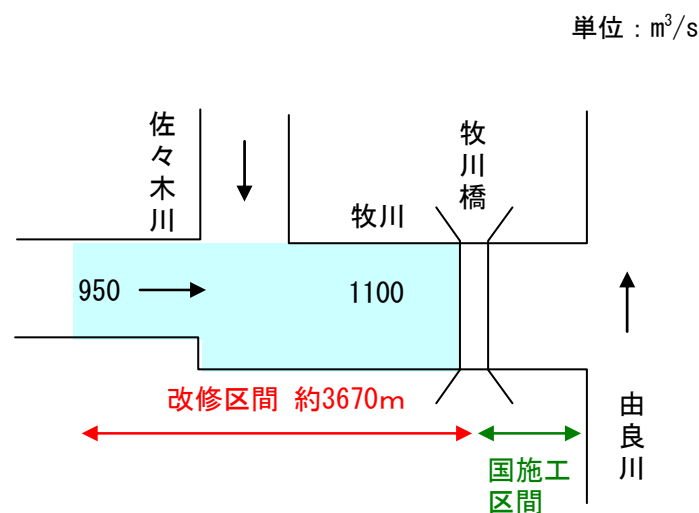 単位：m³/s
佐々木川
牧川橋
牧川
950
1100
改修区間 約3670m
由良川
国施工
区間